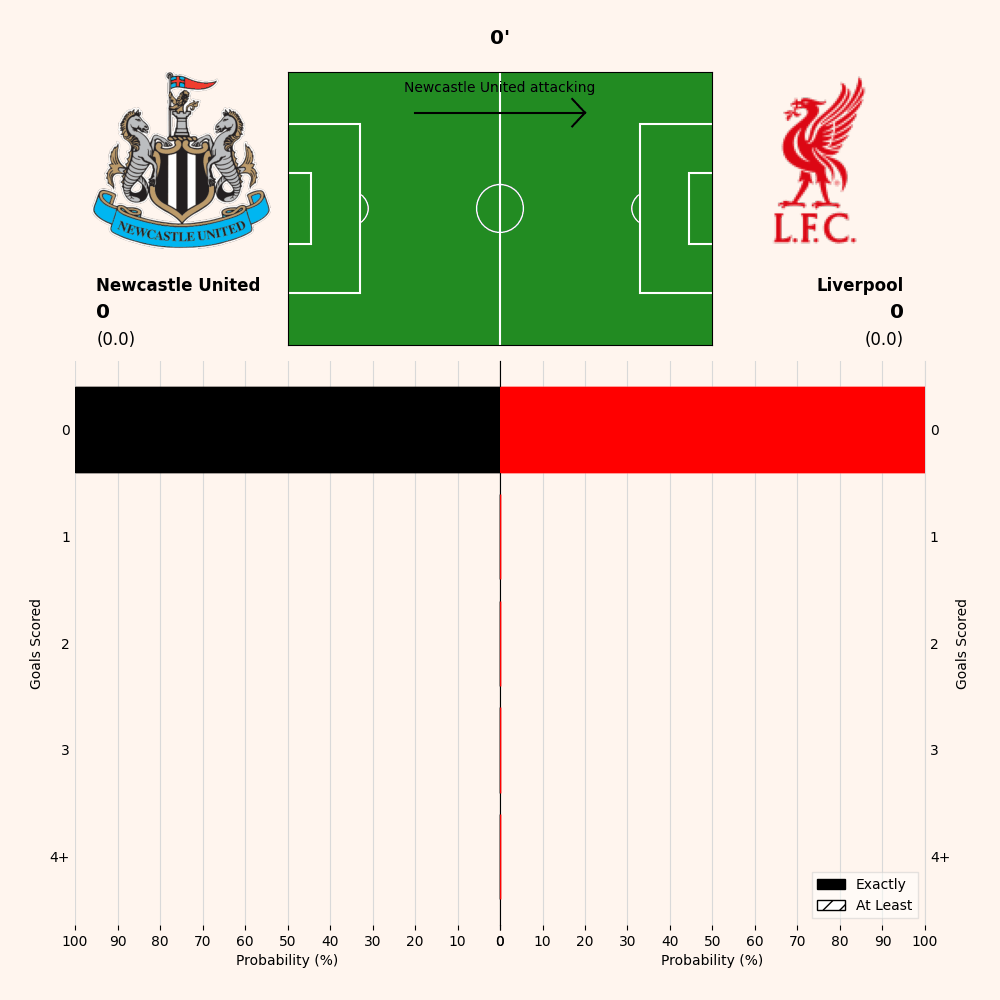 0'
Newcastle United attacking
NEWCASTLE UNITED
L.F.C.
Newcastle United
0
(0.0)
Liverpool
0
(0.0)
0
1
2
3
4+
Goals Scored
0
1
2
3
4+
Goals Scored
Exactly
At Least
100 90 80 70 60 50 40 30 20 10 0
0 10 20 30 40 50 60 70 80 90 100
Probability (%)
Probability (%)